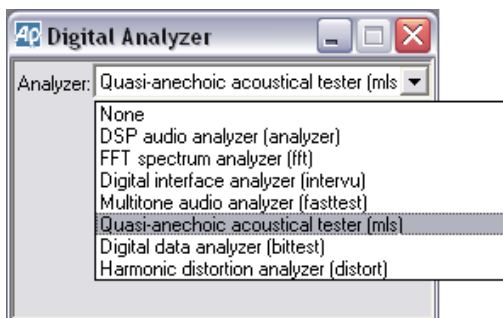 Ap Digital Analyzer
Analyzer: Quasi-anechoic acoustical tester (mls
None
DSP audio analyzer (analyzer)
FFT spectrum analyzer (fft)
Digital interface analyzer (intervu)
Multitone audio analyzer (fasttest)
Quasi-anechoic acoustical tester (mls)
Digital data analyzer (bittest)
Harmonic distortion analyzer (distort)